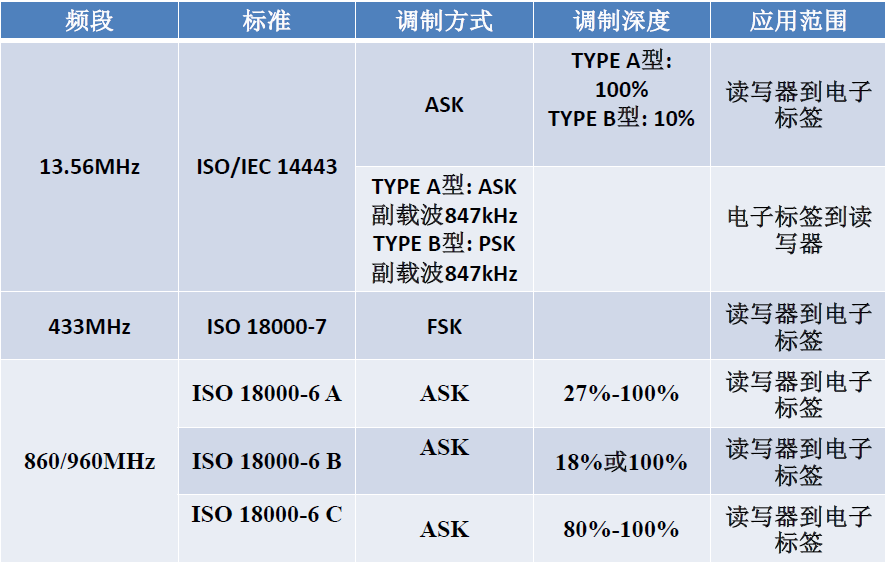 频段 标准 调制方式 调制深度 应用范围
13.56MHz
ISO/IEC 14443
ASK
TYPE A型:
100%
TYPE B型: 10%
读写器到电子
标签
TYPE A型: ASK
副载波847kHz
TYPE B型: PSK
副载波847kHz
电子标签到读
写器
433MHz
ISO 18000-7
FSK
读写器到电子
标签
860/960MHz
ISO 18000-6 A
ASK
27%-100%
读写器到电子
标签
ISO 18000-6 B
ASK
18%或100%
读写器到电子
标签
ISO 18000-6 C
ASK
80%-100%
读写器到电子
标签